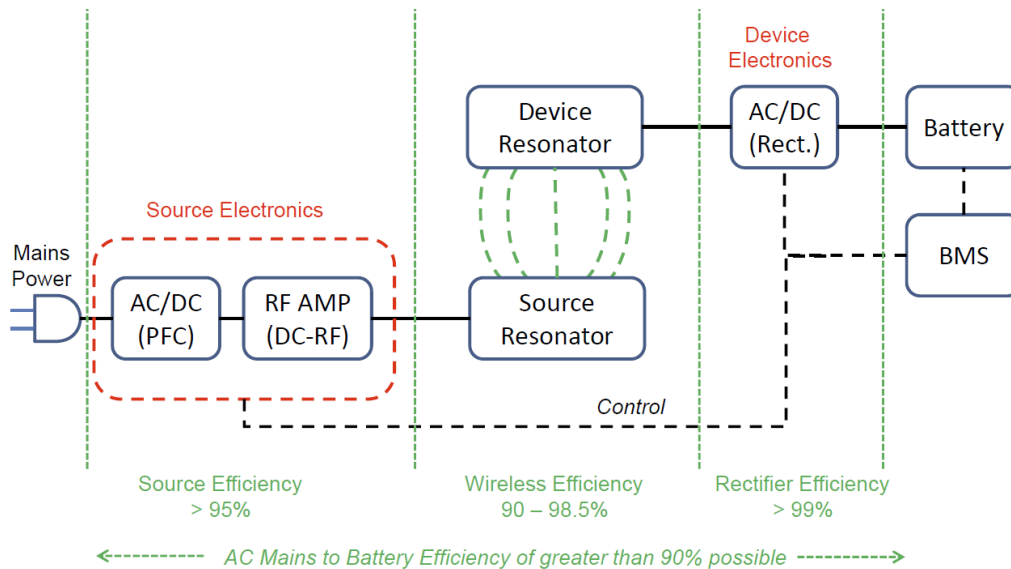 Device
Electronics
Device
Resonator
AC/DC
(Rect.)
Battery
Source Electronics
Mains
Power
AC/DC
(PFC)
RF AMP
(DC-RF)
Source
Resonator
BMS
Control
Source Efficiency
> 95%
Wireless Efficiency
90 – 98.5%
Rectifier Efficiency
> 99%
AC Mains to Battery Efficiency of greater than 90% possible